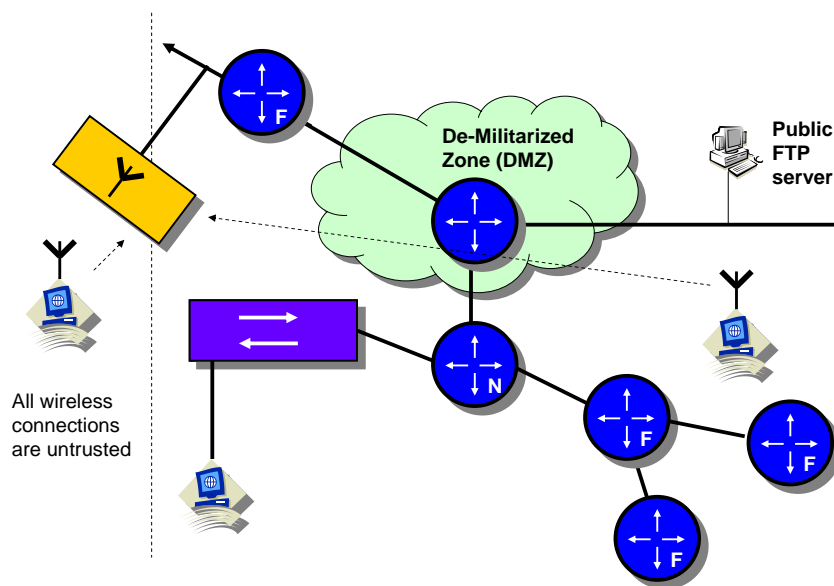 F
De-Militarized
Zone (DMZ)
Public
FTP
server
N
All wireless
connections
are untrusted
F
F
F